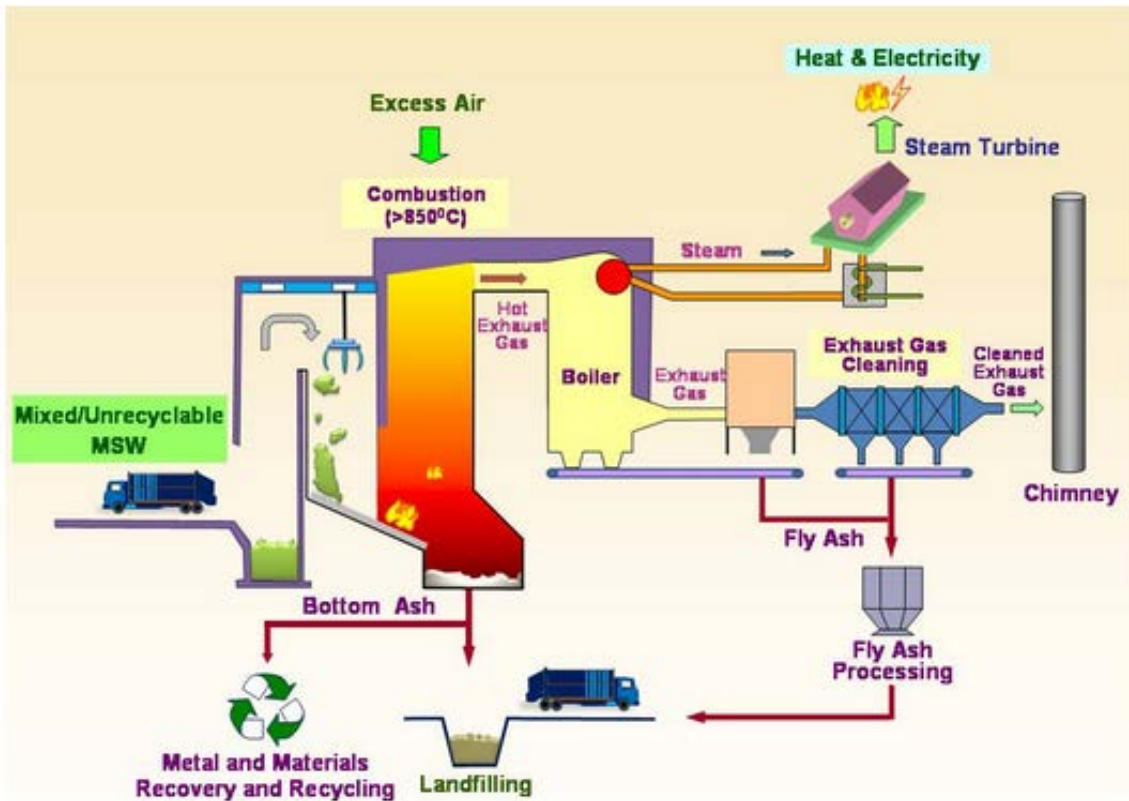 Heat & Electricity
Excess Air
Steam Turbine
Combustion
(>850⁰C)
Steam
Hot
Exhaust
Gas
Exhaust Gas
Cleaning
Cleaned
Exhaust
Gas
Boiler
Exhaust
Gas
Mixed/Unrecyclable
MSW
Chimney
Fly Ash
Bottom Ash
Fly Ash
Processing
Metal and Materials
Recovery and Recycling
Landfilling